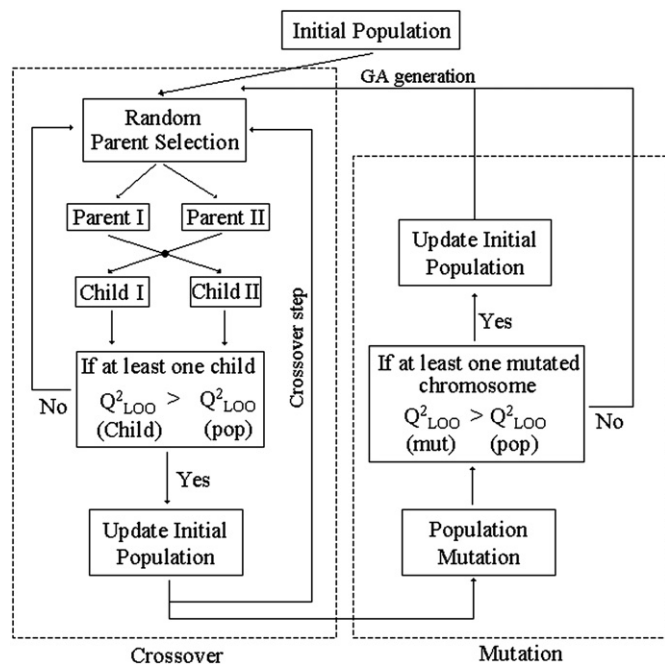 Initial Population
GA generation
Random
Parent Selection
Parent I Parent II
Child I Child II
Crossover step
If at least one child
Q²LOO > Q²LOO
(Child) (pop)
No
Yes
Update Initial
Population
Crossover
Update Initial
Population
Yes
If at least one mutated
chromosome
Q²LOO > Q²LOO
(mut) (pop)
No
Population
Mutation
Mutation